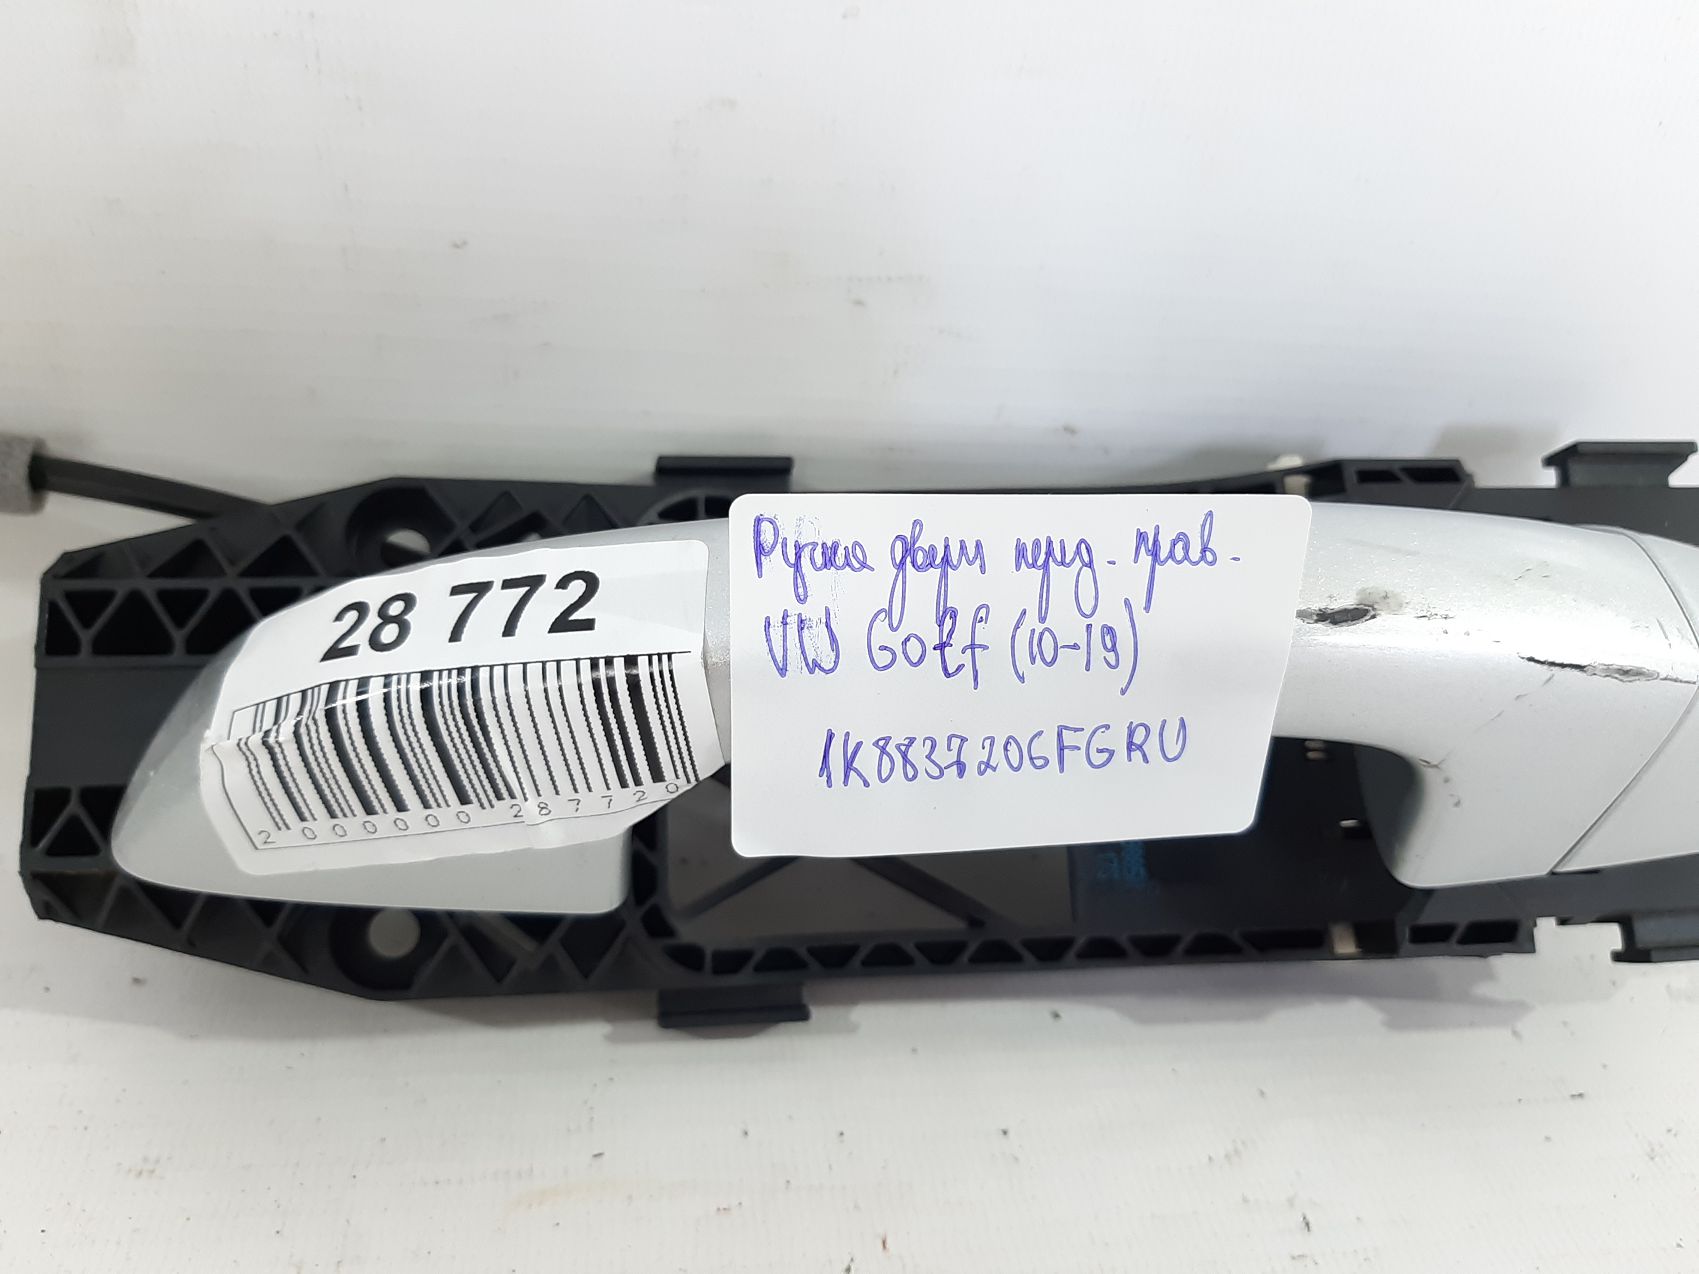 28 772
2 000000 287720
Ручка двери перед. прав.
VW Golf (10-19)
1K8837206FGRU